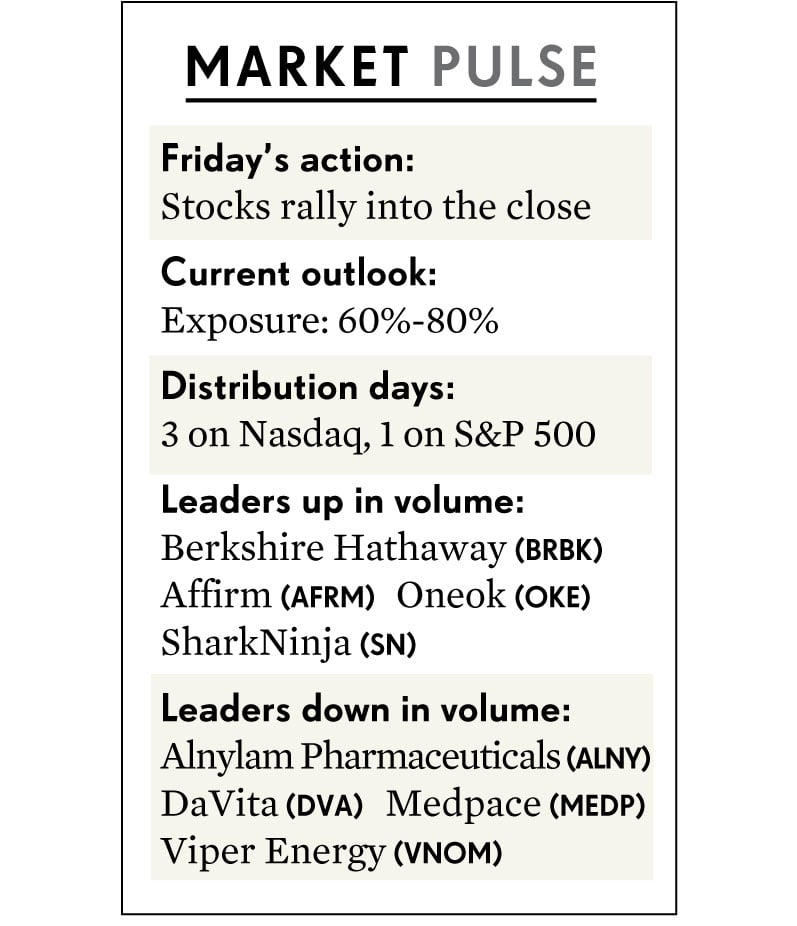 MARKET PULSE
Friday’s action:
Stocks rally into the close
Current outlook:
Exposure: 60%-80%
Distribution days:
3 on Nasdaq, 1 on S&P 500
Leaders up in volume:
Berkshire Hathaway (BRBK)
Affirm (AFRM) Oneok (OKE)
SharkNinja (SN)
Leaders down in volume:
Alnylam Pharmaceuticals (ALNY)
DaVita (DVA) Medpace (MEDP)
Viper Energy (VNOM)